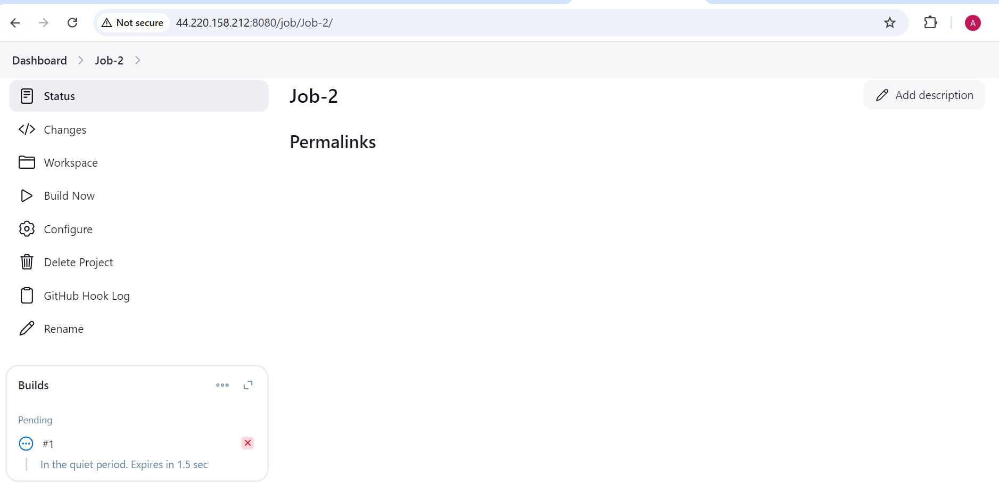 Not secure 44.220.158.212:8080/job/Job-2/ A
Dashboard Job-2
Status
Changes
Workspace
Build Now
Configure
Delete Project
GitHub Hook Log
Rename
Job-2
Add description
Permalinks
Builds
Pending
#1
In the quiet period. Expires in 1.5 sec